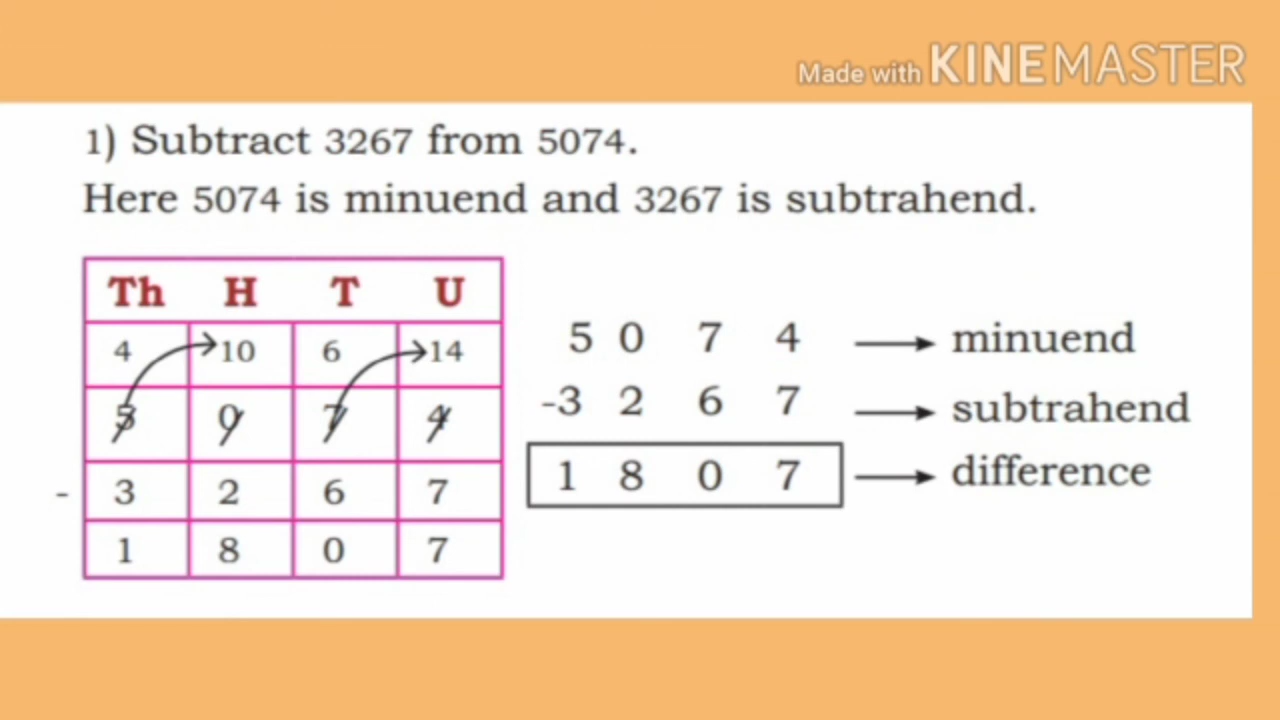 Made with KINEMASTER
1) Subtract 3267 from 5074.
Here 5074 is minuend and 3267 is subtrahend.
Th H T U
4 10 6 14
5 0 7 4
- 3 2 6 7
1 8 0 7
5 0 7 4 → minuend
-3 2 6 7 → subtrahend
1 8 0 7 → difference